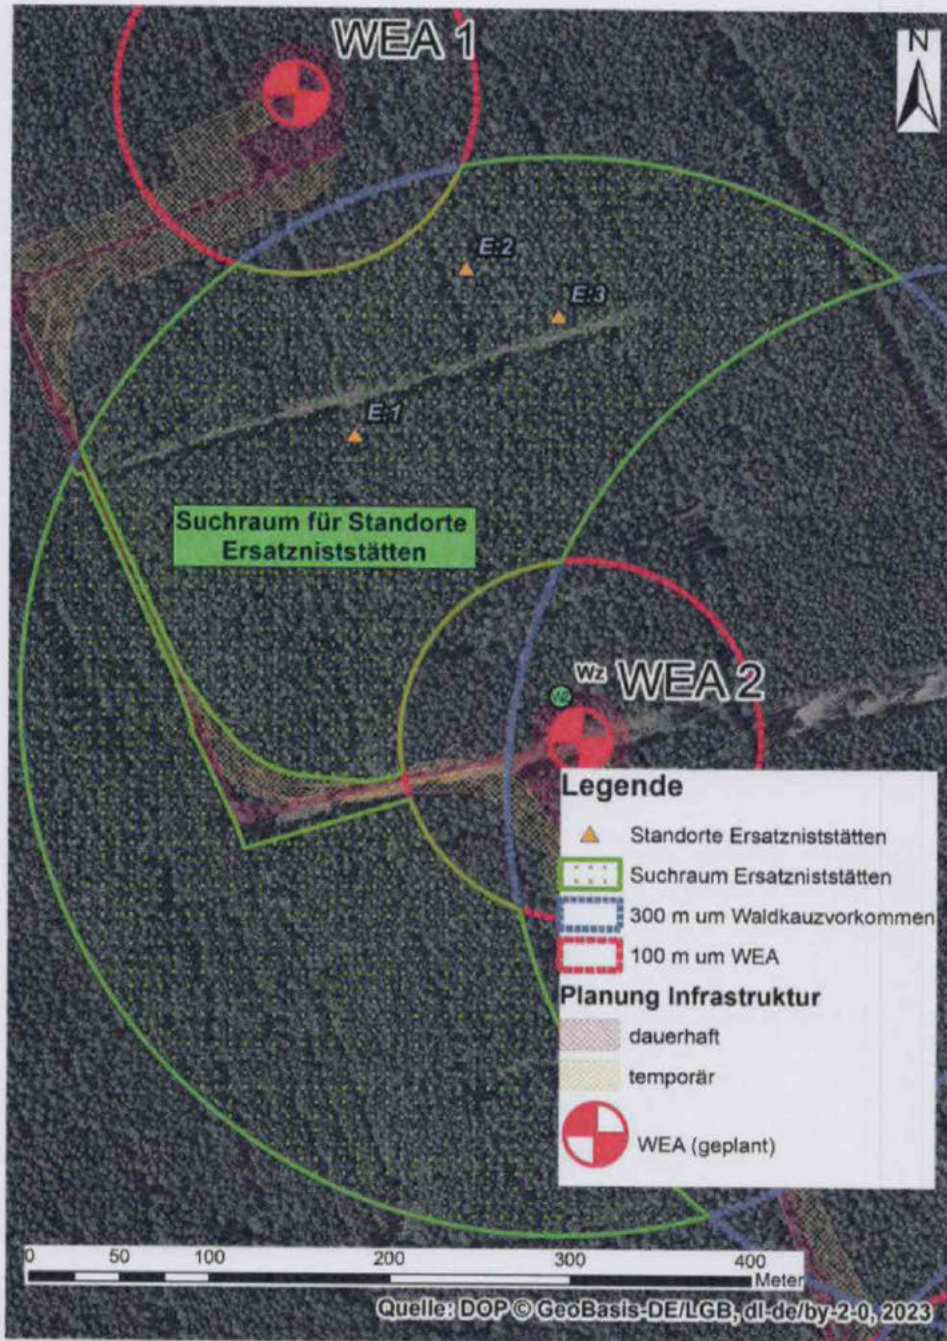 WEA 1
N
E:2
E:3
E:1
Suchraum für Standorte
Ersatzniststätten
Wz
WEA 2
Legende
Standorte Ersatzniststätten
Suchraum Ersatzniststätten
300 m um Waldkauzvorkommen
100 m um WEA
Planung Infrastruktur
dauerhaft
temporär
WEA (geplant)
0 50 100 200 300 400
Meter
Quelle: DOP © GeoBasis-DE/LGB, dl-de/by-2-0, 2023